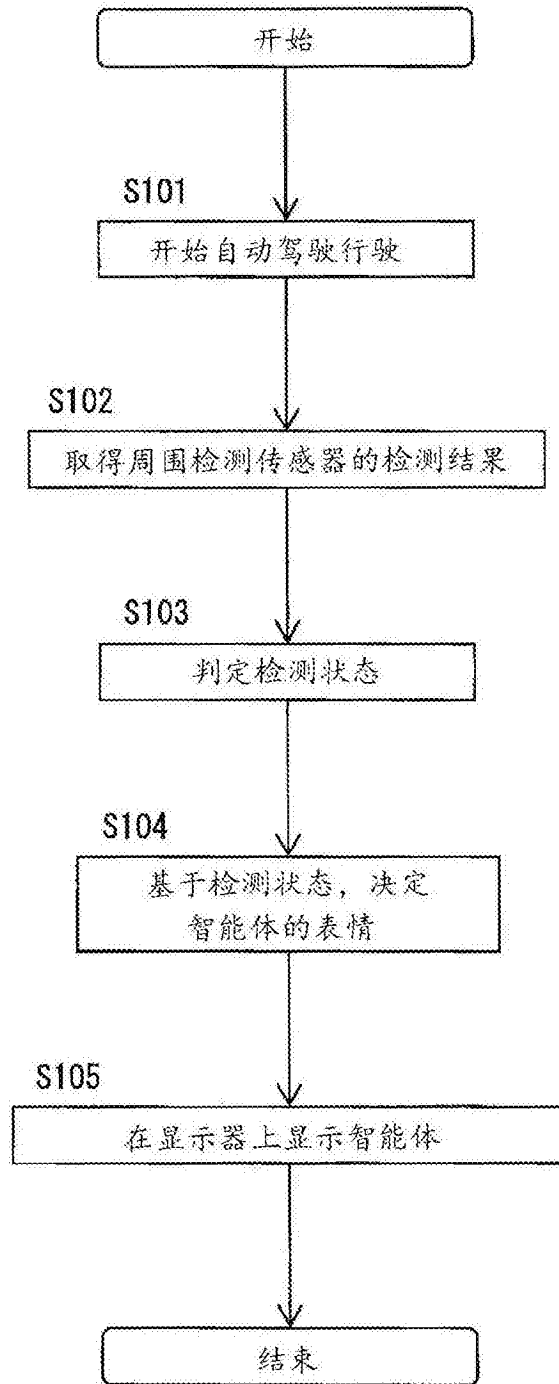 开始
S101
开始自动驾驶行驶
S102
取得周围检测传感器的检测结果
S103
判定检测状态
S104
基于检测状态，决定
智能体的表情
S105
在显示器上显示智能体
结束